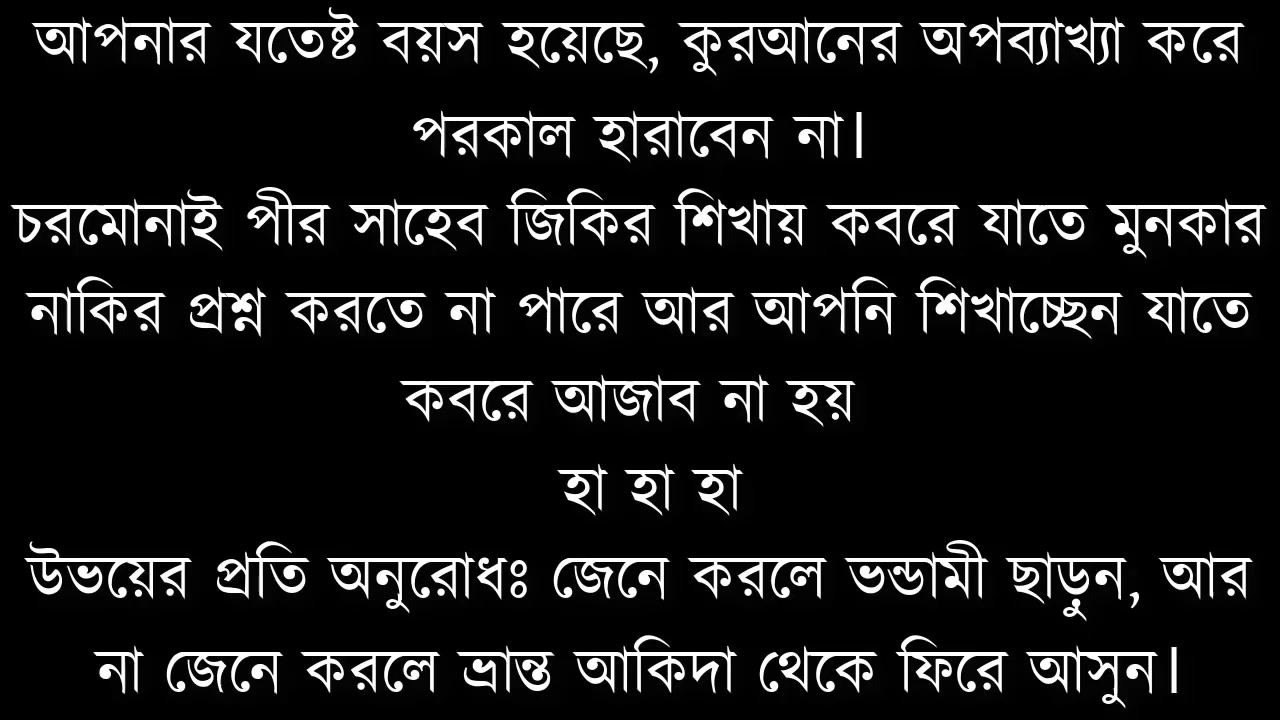 আপনার যতেষ্ট বয়স হয়েছে, কুরআনের অপব্যাখ্যা করে
পরকাল হারাবেন না।
চরমোনাই পীর সাহেব জিকির শিখায় কবরে যাতে মুনকার
নাকির প্রশ্ন করতে না পারে আর আপনি শিখাচ্ছেন যাতে
কবরে আজাব না হয়
হা হা হা
উভয়ের প্রতি অনুরোধঃ জেনে করলে ভন্ডামী ছাড়ুন, আর
না জেনে করলে ভ্রান্ত আকিদা থেকে ফিরে আসুন।